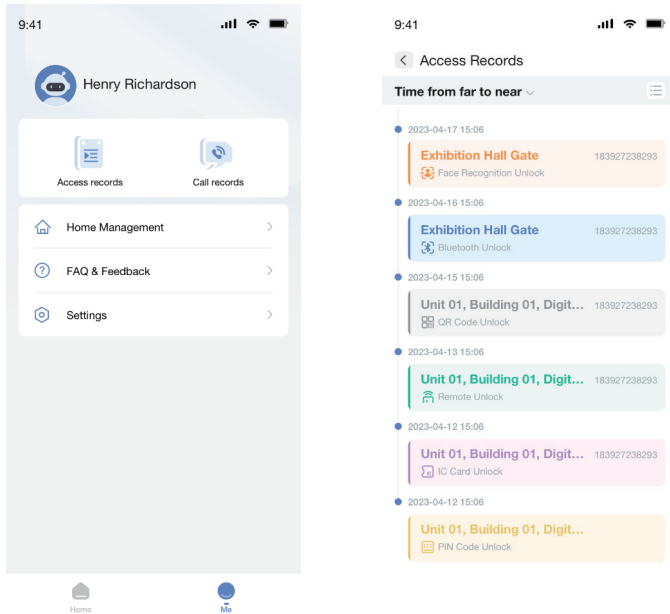 9:41
Henry Richardson
Access records
Call records
Home Management
FAQ & Feedback
Settings
Home
Me
9:41
Access Records
Time from far to near
2023-04-17 15:06
Exhibition Hall Gate 183927238293
Face Recognition Unlock
2023-04-16 15:06
Exhibition Hall Gate 183927238293
Bluetooth Unlock
2023-04-15 15:06
Unit 01, Building 01, Digit... 183927238293
QR Code Unlock
2023-04-13 15:06
Unit 01, Building 01, Digit... 183927238293
Remote Unlock
2023-04-12 15:06
Unit 01, Building 01, Digit... 183927238293
IC Card Unlock
2023-04-12 15:06
Unit 01, Building 01, Digit...
PIN Code Unlock